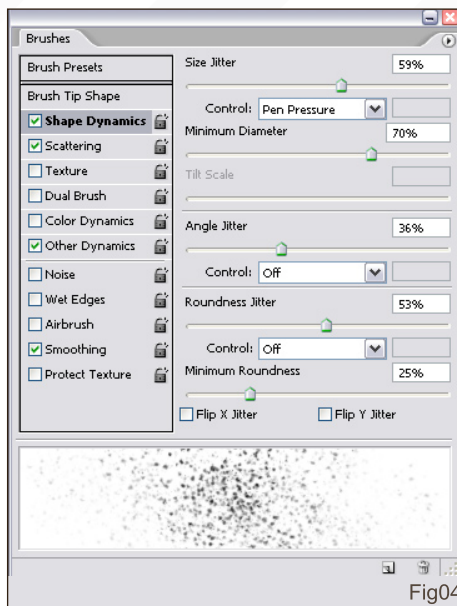 Brushes
Brush Presets
Brush Tip Shape
Shape Dynamics
Scattering
Texture
Dual Brush
Color Dynamics
Other Dynamics
Noise
Wet Edges
Airbrush
Smoothing
Protect Texture
Size Jitter 59%
Control: Pen Pressure
Minimum Diameter 70%
Tilt Scale
Angle Jitter 36%
Control: Off
Roundness Jitter 53%
Control: Off
Minimum Roundness 25%
Flip X Jitter Flip Y Jitter
Fig04